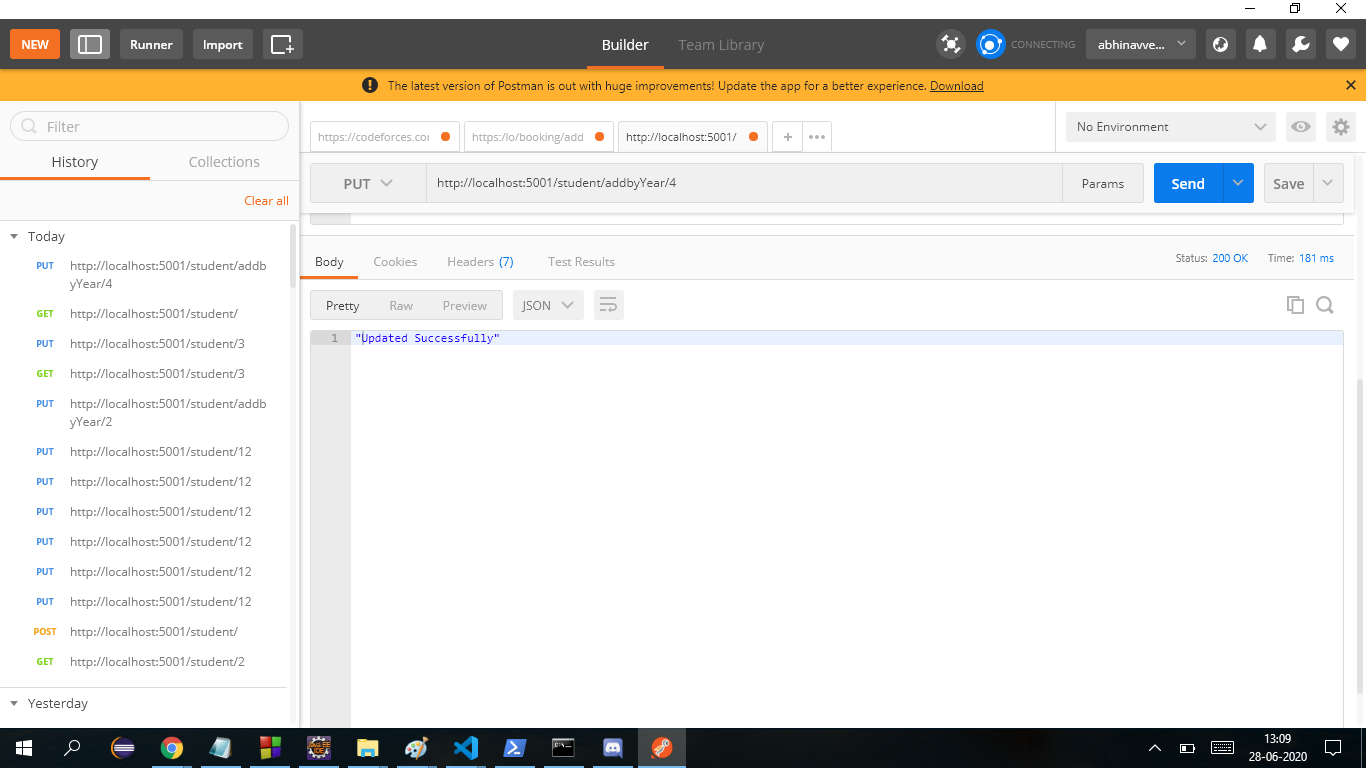 NEW
Runner
Import
Builder
Team Library
CONNECTING
abhinavve...
The latest version of Postman is out with huge improvements! Update the app for a better experience. Download
Filter
History
Collections
Clear all
Today
PUT http://localhost:5001/student/addb
yYear/4
GET http://localhost:5001/student/
PUT http://localhost:5001/student/3
GET http://localhost:5001/student/3
PUT http://localhost:5001/student/addb
yYear/2
PUT http://localhost:5001/student/12
PUT http://localhost:5001/student/12
PUT http://localhost:5001/student/12
PUT http://localhost:5001/student/12
PUT http://localhost:5001/student/12
PUT http://localhost:5001/student/12
POST http://localhost:5001/student/
GET http://localhost:5001/student/2
Yesterday
https://codeforces.co
https:/lo/booking/add
http://localhost:5001/
No Environment
PUT
http://localhost:5001/student/addbyYear/4
Params
Send
Save
Body
Cookies
Headers (7)
Test Results
Status: 200 OK
Time: 181 ms
Pretty
Raw
Preview
JSON
1 "Updated Successfully"
13:09
28-06-2020